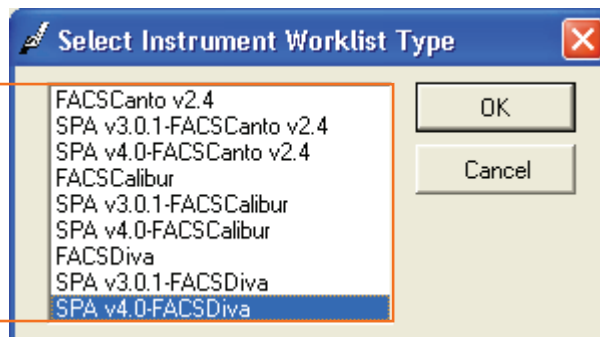 Select Instrument Worklist Type
FACSCanto v2.4
SPA v3.0.1-FACSCanto v2.4
SPA v4.0-FACSCanto v2.4
FACSCalibur
SPA v3.0.1-FACSCalibur
SPA v4.0-FACSCalibur
FACSDiva
SPA v3.0.1-FACSDiva
SPA v4.0-FACSDiva
OK
Cancel